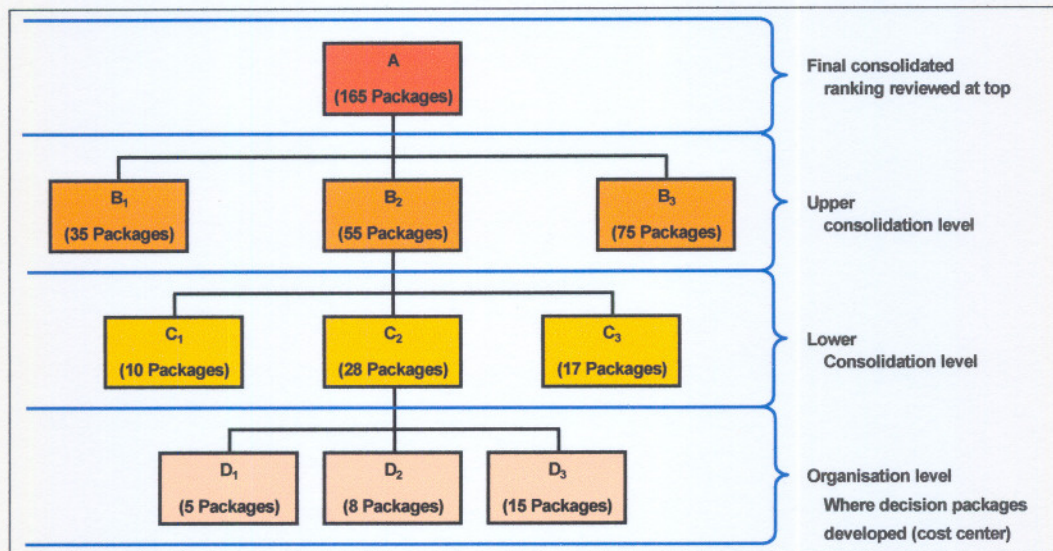 A
(165 Packages)
Final consolidated
ranking reviewed at top
B₁
(35 Packages)
B₂
(55 Packages)
B₃
(75 Packages)
Upper
consolidation level
C₁
(10 Packages)
C₂
(28 Packages)
C₃
(17 Packages)
Lower
Consolidation level
D₁
(5 Packages)
D₂
(8 Packages)
D₃
(15 Packages)
Organisation level
Where decision packages
developed (cost center)